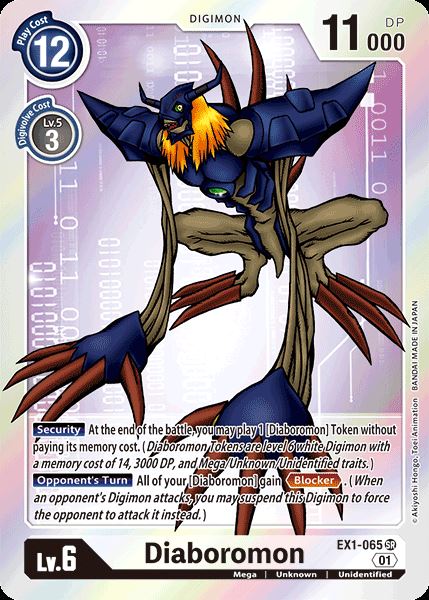 Play Cost
12
DIGIMON
11000
DP
Digivolve Cost
Lv.5
3
Security At the end of the battle, you may play 1 [Diaboromon] Token without
paying its memory cost. (Diaboromon Tokens are level 6 white Digimon with
a memory cost of 14, 3000 DP, and Mega/Unknown/Unidentified traits.)
Opponent's Turn All of your [Diaboromon] gain Blocker. (When
an opponent's Digimon attacks, you may suspend this Digimon to force
the opponent to attack it instead.)
©Akiyoshi Hongo, Toei Animation · BANDAI MADE IN JAPAN
Lv.6
Diaboromon
EX1-065 SR
01
Mega | Unknown | Unidentified